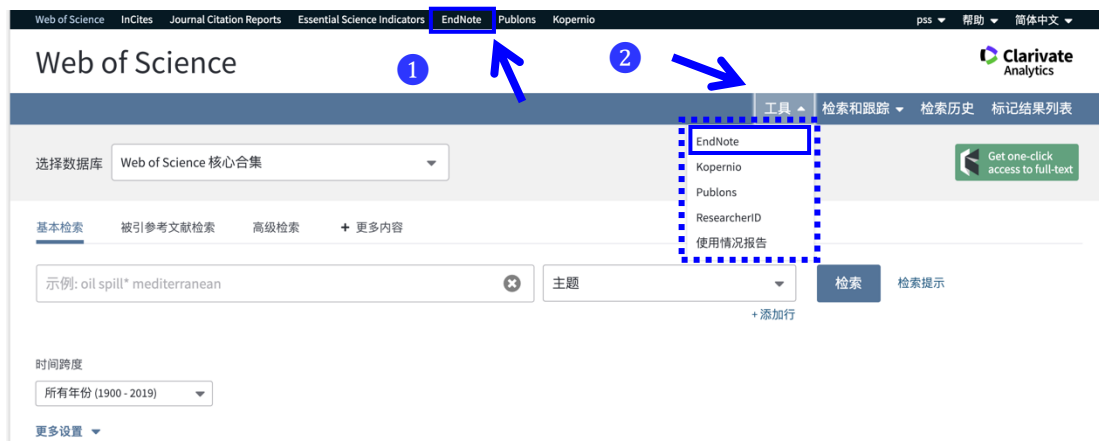 Web of Science InCites Journal Citation Reports Essential Science Indicators EndNote Publons Kopernio pss 帮助 简体中文
Web of Science
1
2
Clarivate
Analytics
工具 检索和跟踪 检索历史 标记结果列表
选择数据库 Web of Science 核心合集
EndNote
Kopernio
Publons
ResearcherID
使用情况报告
Get one-click
access to full-text
基本检索 被引参考文献检索 高级检索 + 更多内容
示例: oil spill* mediterranean 主题 检索 检索提示
+ 添加行
时间跨度
所有年份 (1900 - 2019)
更多设置